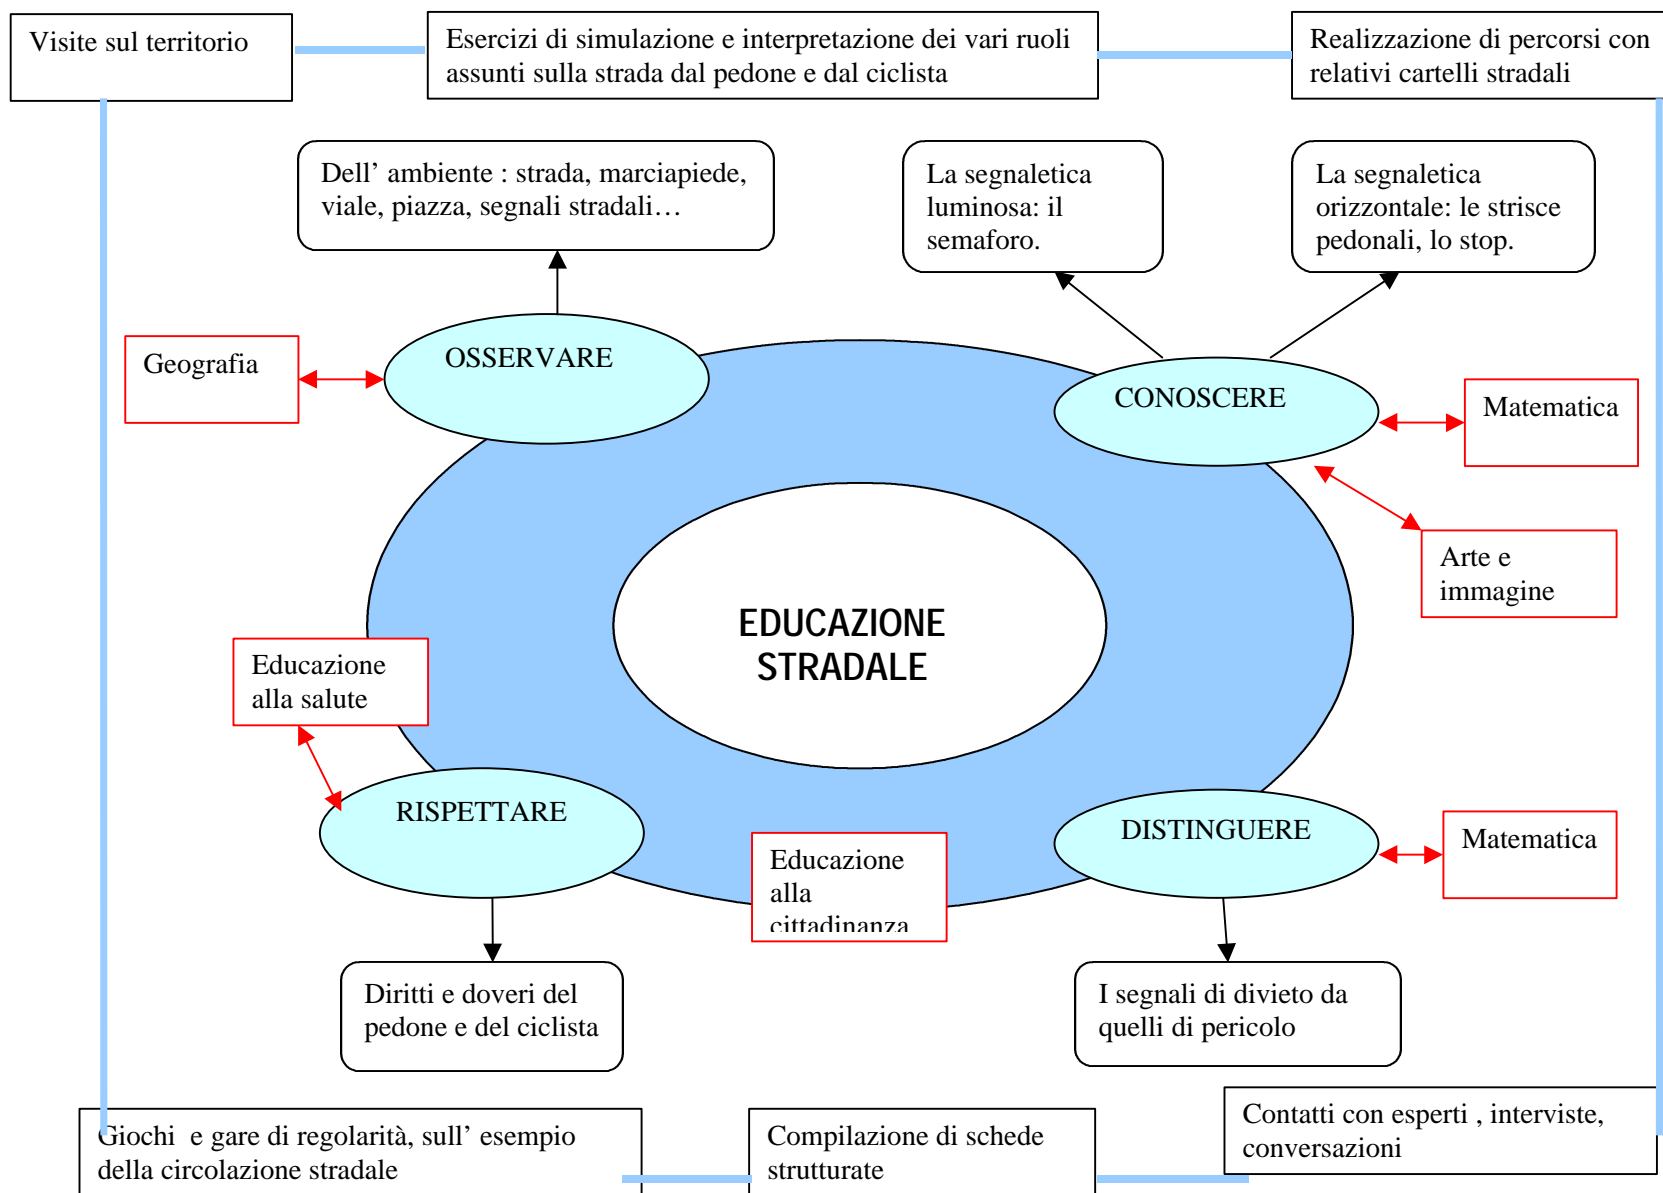 Visite sul territorio
Esercizi di simulazione e interpretazione dei vari ruoli
assunti sulla strada dal pedone e dal ciclista
Realizzazione di percorsi con
relativi cartelli stradali
Dell’ ambiente : strada, marciapiede,
viale, piazza, segnali stradali…
La segnaletica
luminosa: il
semaforo.
La segnaletica
orizzontale: le strisce
pedonali, lo stop.
Geografia
OSSERVARE
CONOSCERE
Matematica
Arte e
immagine
EDUCAZIONE
STRADALE
Educazione
alla salute
RISPETTARE
Educazione
alla
cittadinanza
DISTINGUERE
Matematica
Diritti e doveri del
pedone e del ciclista
I segnali di divieto da
quelli di pericolo
Giochi  e gare di regolarità, sull’ esempio
della circolazione stradale
Compilazione di schede
strutturate
Contatti con esperti , interviste,
conversazioni